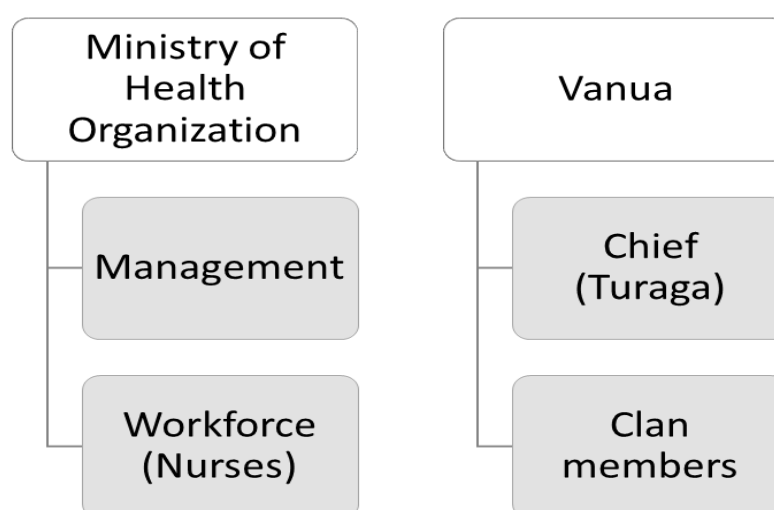 Ministry of
Health
Organization
Management
Workforce
(Nurses)
Vanua
Chief
(Turaga)
Clan
members